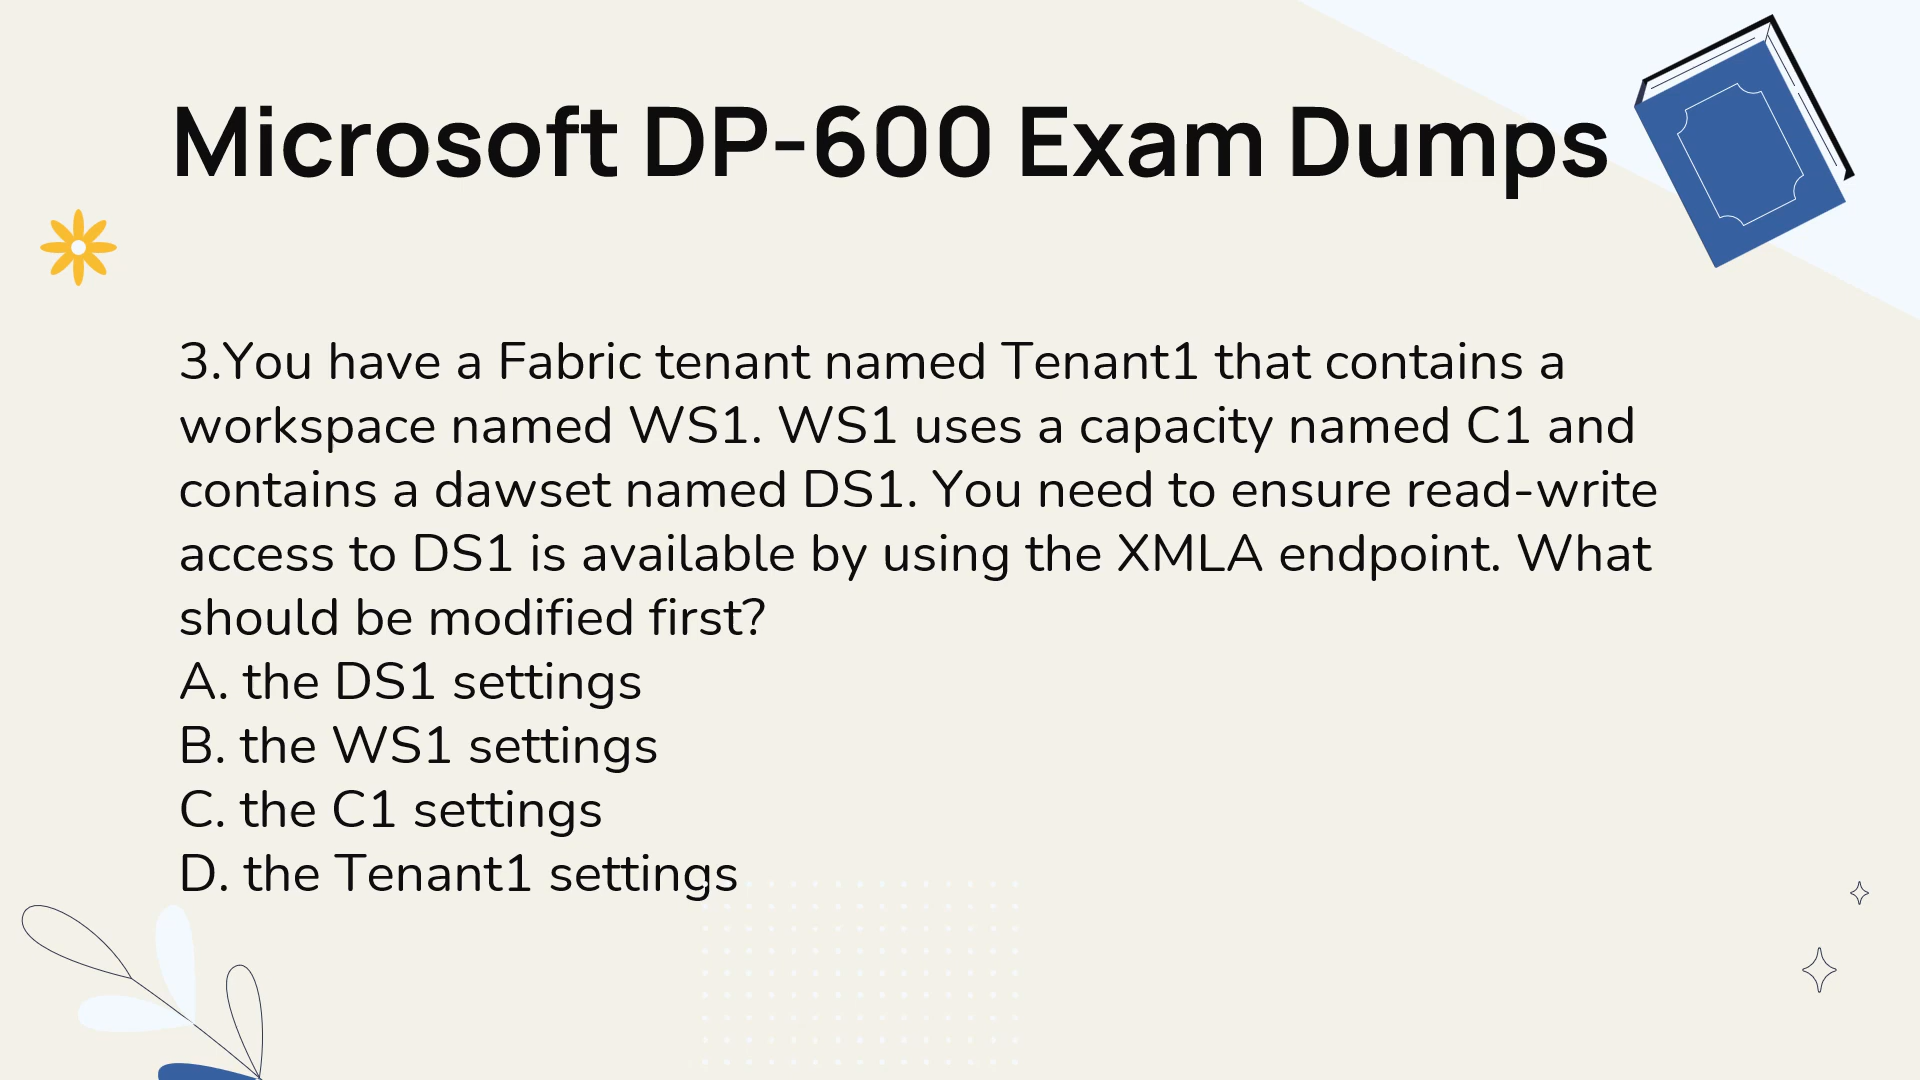 Microsoft DP-600 Exam Dumps
3.You have a Fabric tenant named Tenant1 that contains a
workspace named WS1. WS1 uses a capacity named C1 and
contains a dawset named DS1. You need to ensure read-write
access to DS1 is available by using the XMLA endpoint. What
should be modified first?
A. the DS1 settings
B. the WS1 settings
C. the C1 settings
D. the Tenant1 settings